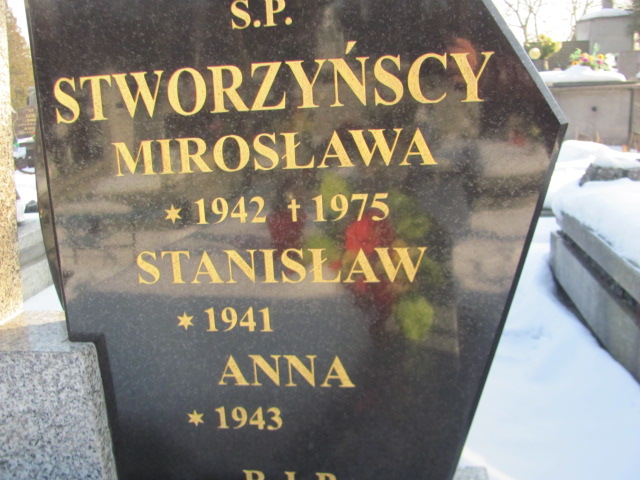 Ś.P.
STWORZYŃSCY
MIROSŁAWA
* 1942 † 1975
STANISŁAW
* 1941
ANNA
* 1943
R.I.P.